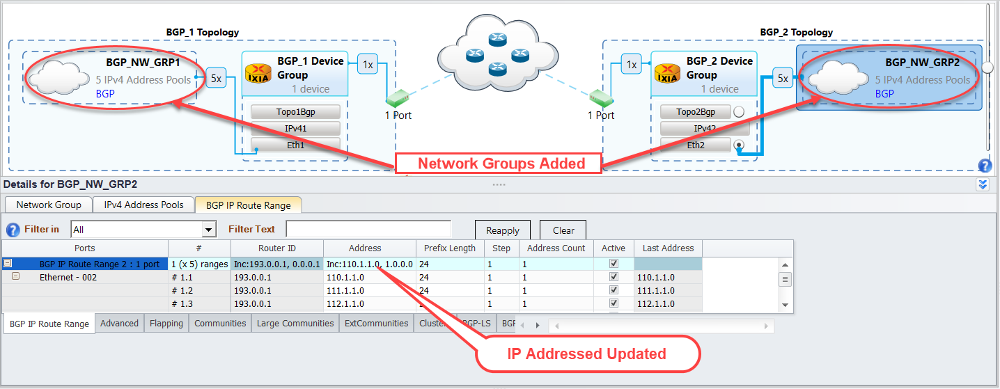 BGP_1 Topology
BGP_2 Topology
BGP_NW_GRP1
5 IPv4 Address Pools
BGP
5x
BGP_1 Device
Group
IXIA
1 device
1x
Topo1Bgp
IPv41
Eth1
1 Port
1 Port
1x
BGP_2 Device
Group
IXIA
1 device
Topo2Bgp
IPv42
Eth2
5x
BGP_NW_GRP2
5 IPv4 Address Pools
BGP
Network Groups Added
?
Details for BGP_NW_GRP2
Network Group IPv4 Address Pools BGP IP Route Range
? Filter in All Filter Text Reapply Clear
Ports # Router ID Address Prefix Length Step Address Count Active Last Address
BGP IP Route Range 2 : 1 port 1 (x 5) ranges Inc:193.0.0.1, 0.0.0.1 Inc:110.1.1.0, 1.0.0.0 24 1 1
Ethernet - 002 # 1.1 193.0.0.1 110.1.1.0 24 1 1 110.1.1.0
# 1.2 193.0.0.1 111.1.1.0 24 1 1 111.1.1.0
# 1.3 193.0.0.1 112.1.1.0 1 1 112.1.1.0
BGP IP Route Range Advanced Flapping Communities Large Communities ExtCommunities Cluster BGP-LS BGP
IP Addressed Updated